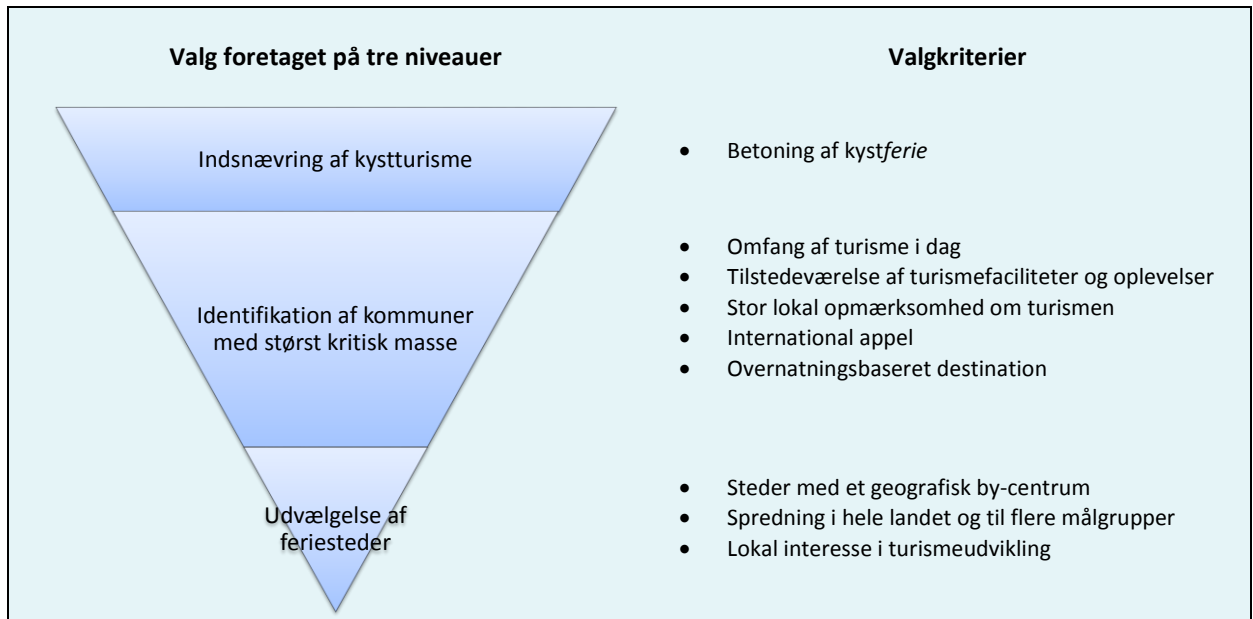 Valg foretaget på tre niveauer
Valgkriterier
Indsnævring af kystturisme
• Betoning af kystferie
Identifikation af kommuner
med størst kritisk masse
• Omfang af turisme i dag
• Tilstedeværelse af turismefaciliteter og oplevelser
• Stor lokal opmærksomhed om turismen
• International appel
• Overnatningsbaseret destination
Udvælgelse af
feriesteder
• Steder med et geografisk by-centrum
• Spredning i hele landet og til flere målgrupper
• Lokal interesse i turismeudvikling